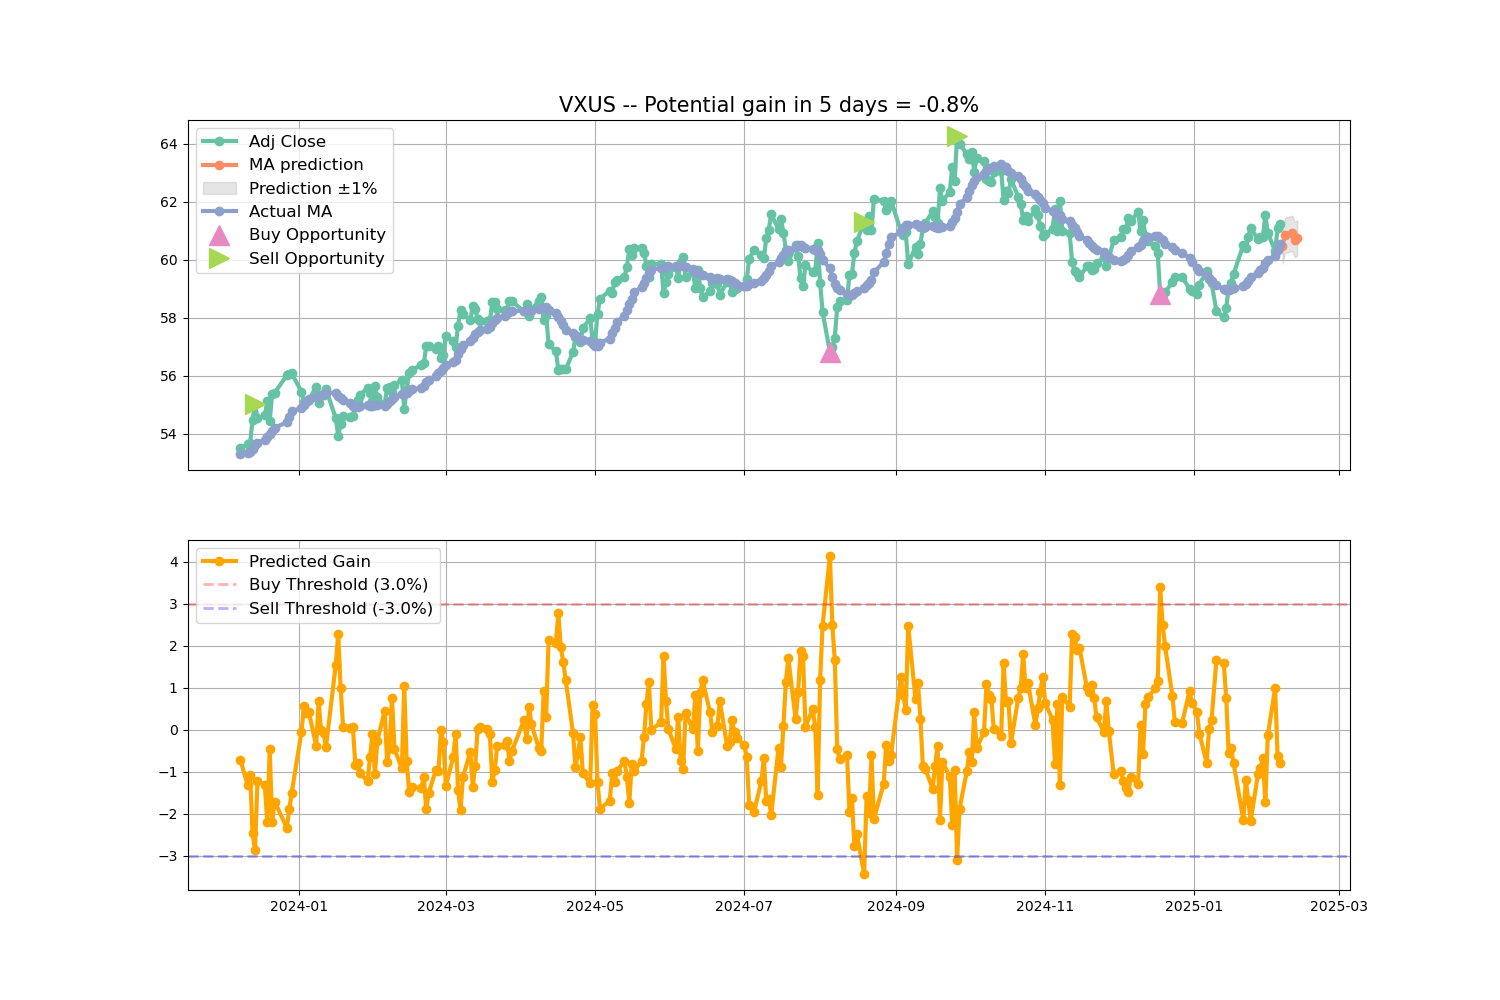 VXUS -- Potential gain in 5 days = -0.8%
64
62
60
58
56
54
Adj Close
MA prediction
Prediction ±1%
Actual MA
Buy Opportunity
Sell Opportunity
4
3
2
1
0
−1
−2
−3
Predicted Gain
Buy Threshold (3.0%)
Sell Threshold (-3.0%)
2024-01 2024-03 2024-05 2024-07 2024-09 2024-11 2025-01 2025-03